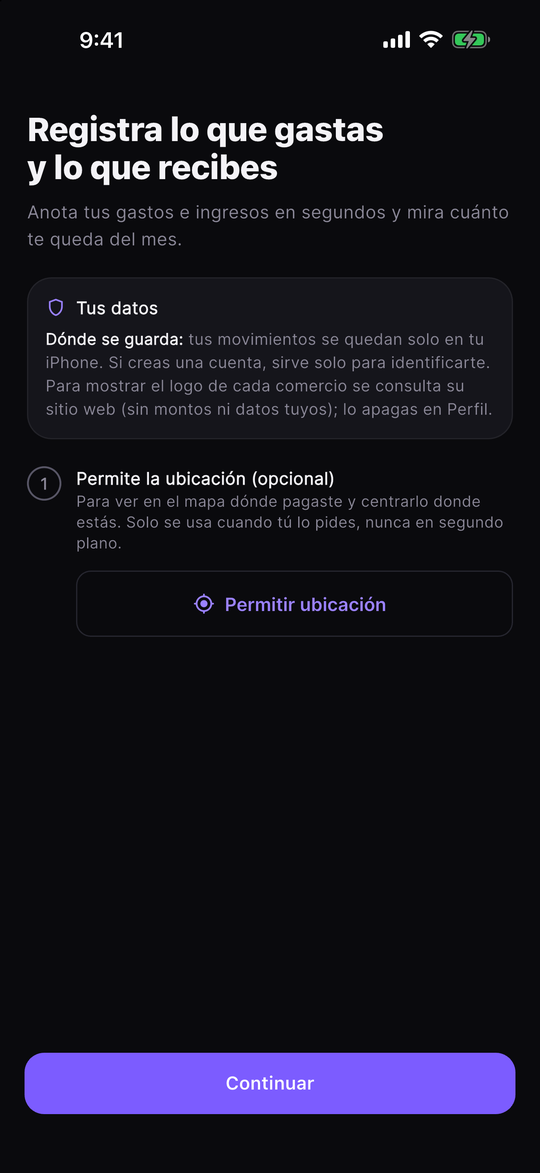 9:41
Registra lo que gastas
y lo que recibes
Anota tus gastos e ingresos en segundos y mira cuánto
te queda del mes.
Tus datos
Dónde se guarda: tus movimientos se quedan solo en tu
iPhone. Si creas una cuenta, sirve solo para identificarte.
Para mostrar el logo de cada comercio se consulta su
sitio web (sin montos ni datos tuyos); lo apagas en Perfil.
1
Permite la ubicación (opcional)
Para ver en el mapa dónde pagaste y centrarlo donde
estás. Solo se usa cuando tú lo pides, nunca en segundo
plano.
Permitir ubicación
Continuar